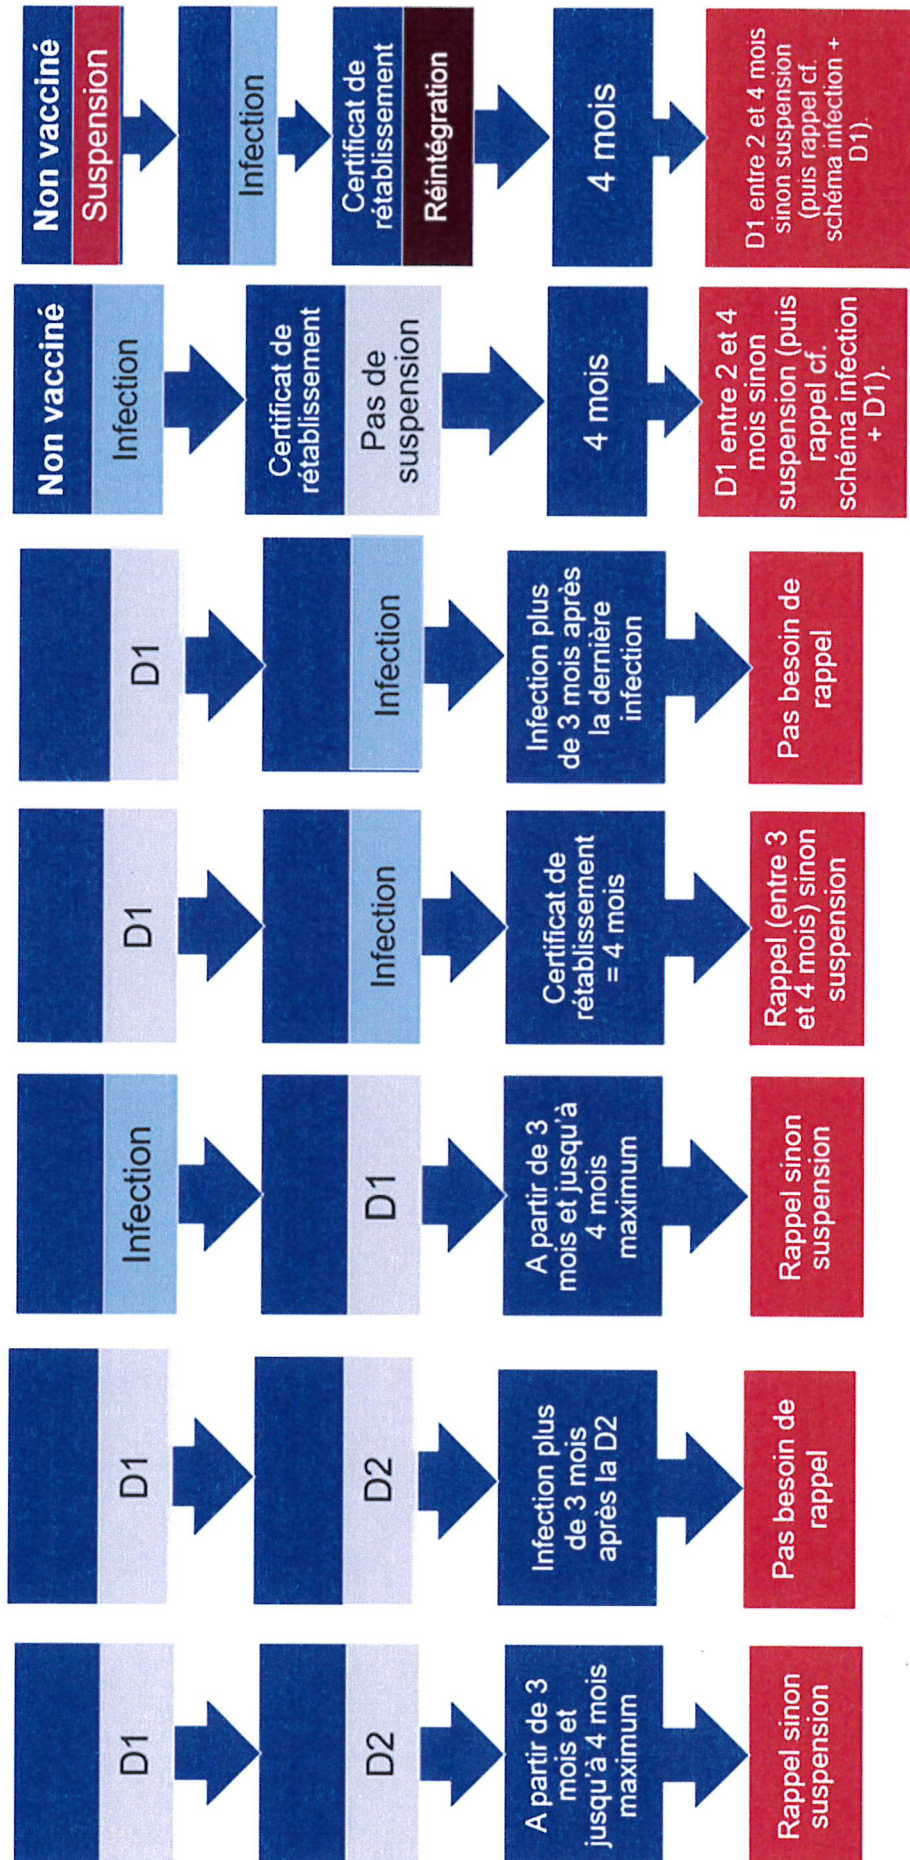 D1
D2
A partir de 3
mois et
jusqu'à 4 mois
maximum
Rappel sinon
suspension
D1
D2
Infection plus
de 3 mois
après la D2
Pas besoin de
rappel
Infection
D1
A partir de 3
mois et jusqu'à
4 mois
maximum
Rappel sinon
suspension
D1
Infection
Certificat de
rétablissement
= 4 mois
Rappel (entre 3
et 4 mois) sinon
suspension
D1
Infection
Infection plus
de 3 mois après
la dernière
infection
Pas besoin de
rappel
Non vacciné
Infection
Certificat de
rétablissement
Pas de
suspension
4 mois
D1 entre 2 et 4
mois sinon
suspension (puis
rappel cf.
schéma infection
+ D1).
Non vacciné
Suspension
Infection
Certificat de
rétablissement
Réintégration
4 mois
D1 entre 2 et 4 mois
sinon suspension
(puis rappel cf.
schéma infection +
D1).